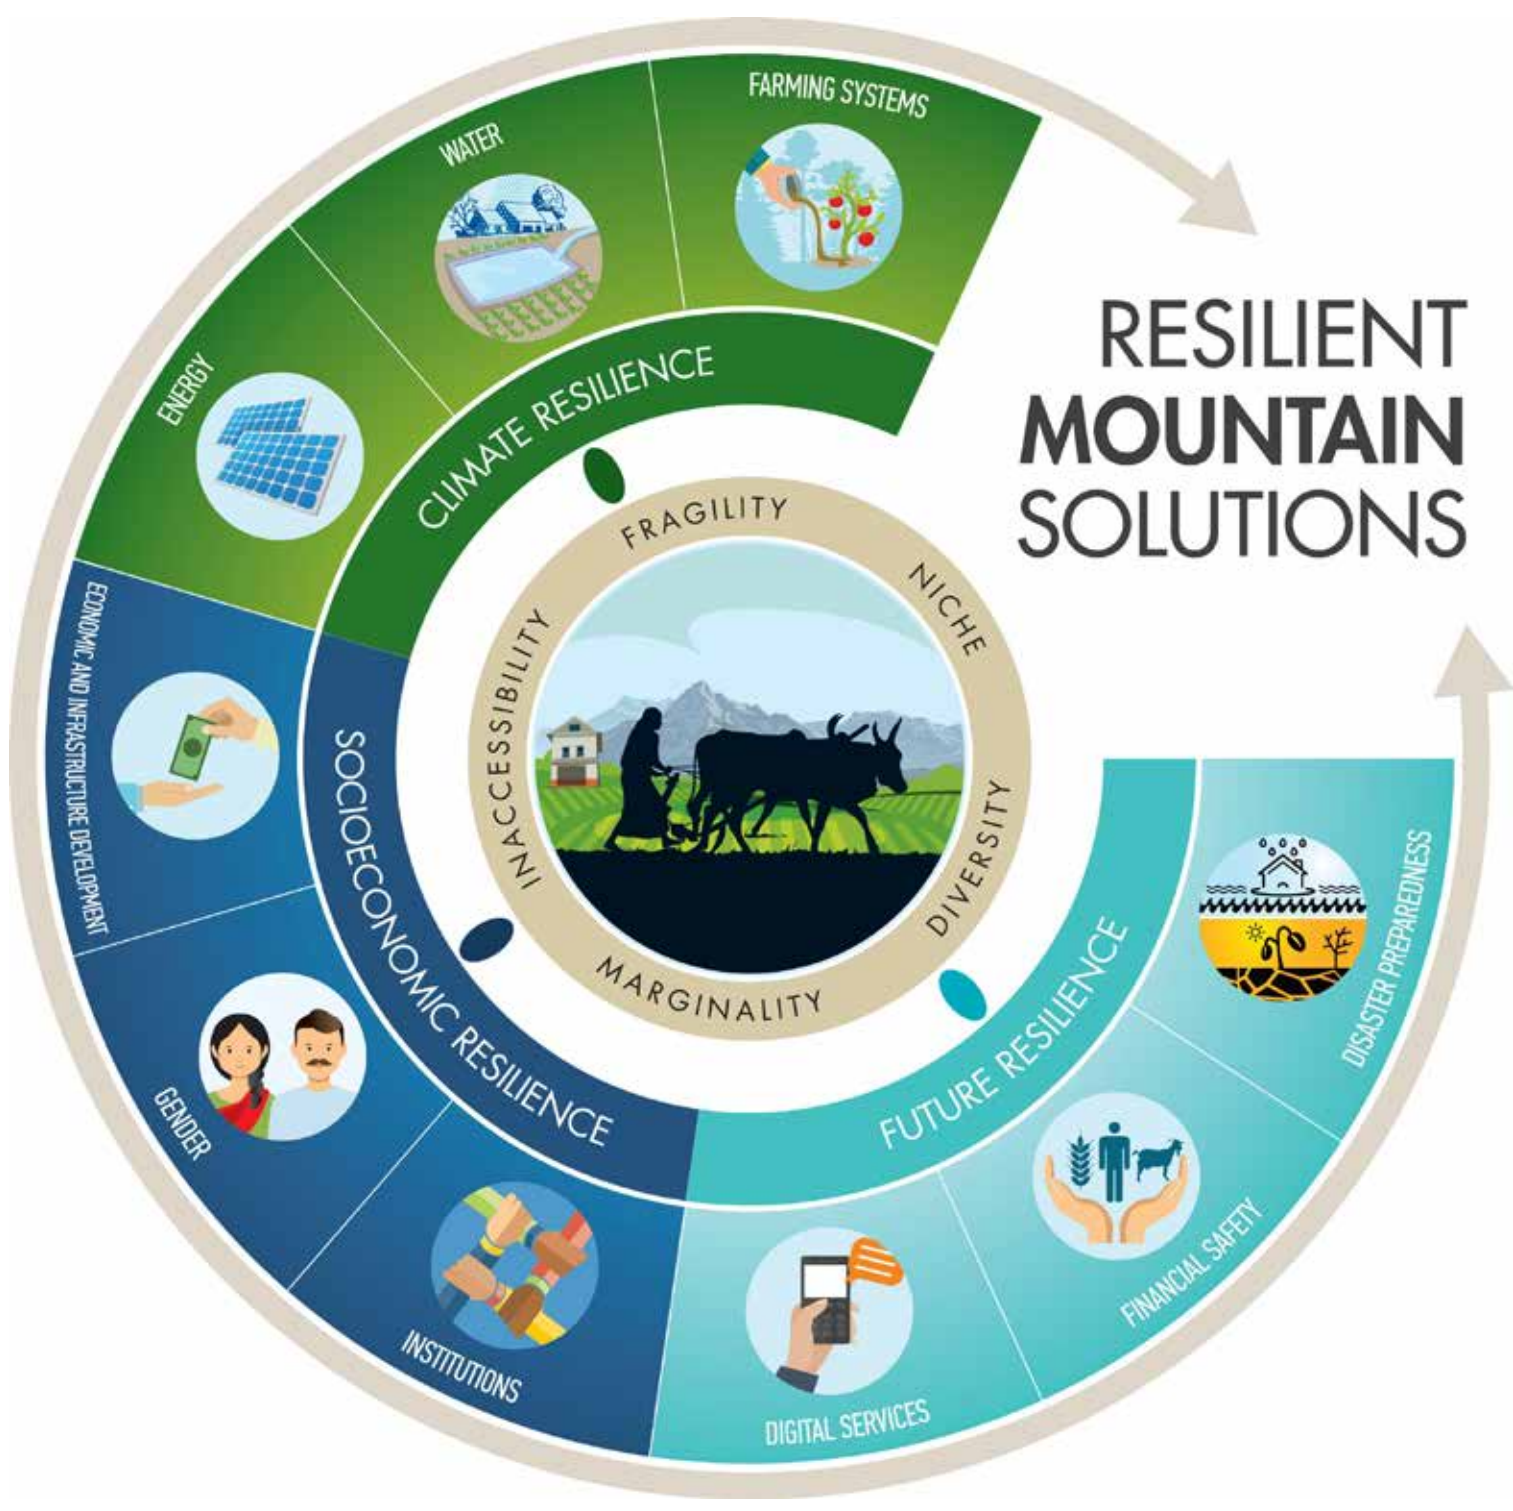 RESILIENT
MOUNTAIN
SOLUTIONS
FARMING SYSTEMS
WATER
ENERGY
CLIMATE RESILIENCE
ECONOMIC AND INFRASTRUCTURE DEVELOPMENT
GENDER
INSTITUTIONS
SOCIOECONOMIC RESILIENCE
DIGITAL SERVICES
FINANCIAL SAFETY
DISASTER PREPAREDNESS
FUTURE RESILIENCE
FRAGILITY
NICHE
DIVERSITY
MARGINALITY
INACCESSIBILITY